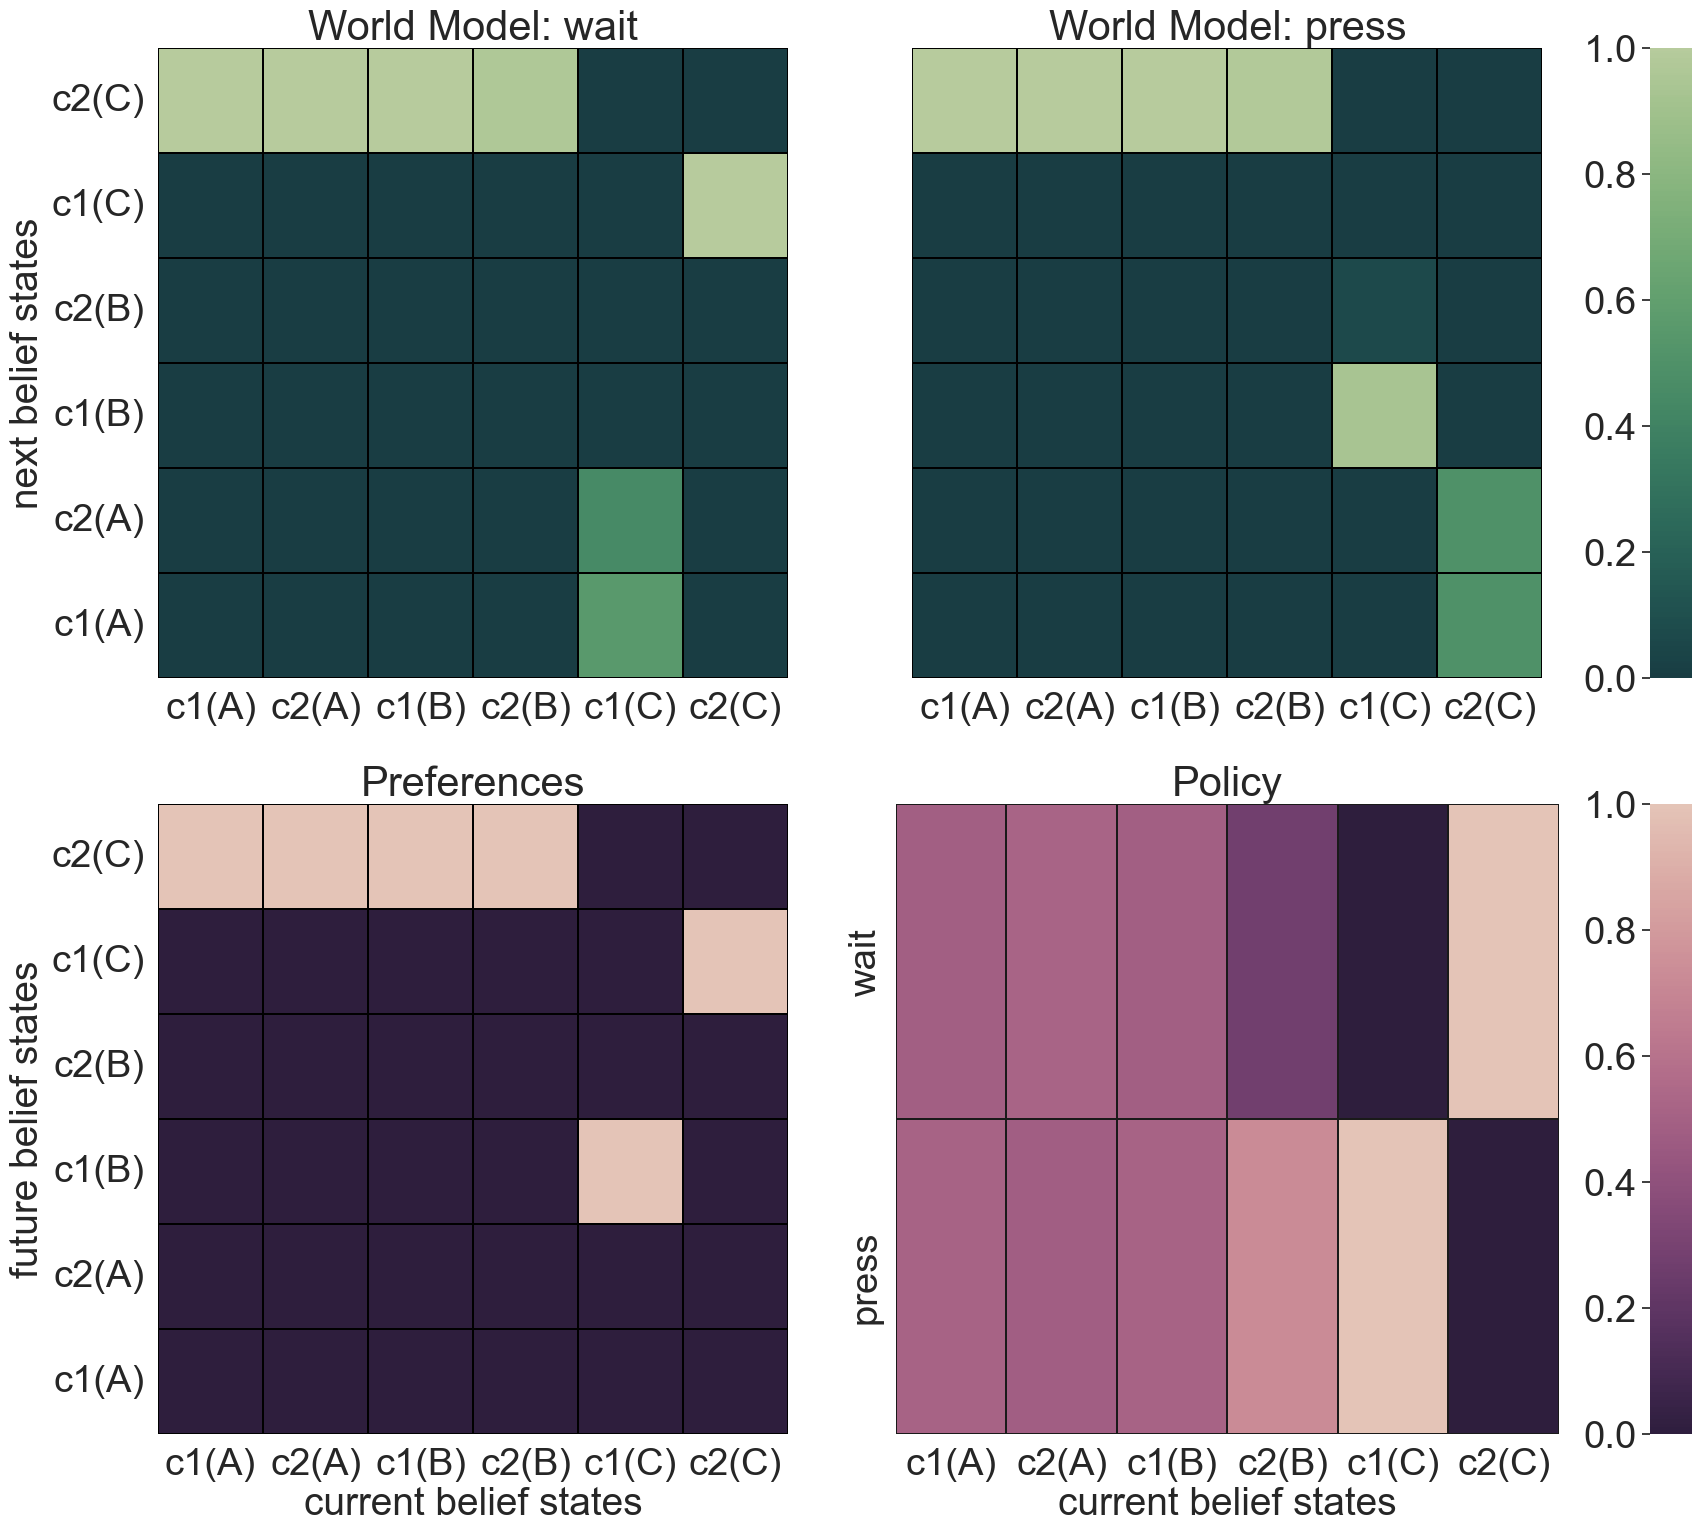 World Model: wait
World Model: press
next belief states
c2(C)
c1(C)
c2(B)
c1(B)
c2(A)
c1(A)
c1(A) c2(A) c1(B) c2(B) c1(C) c2(C)
c1(A) c2(A) c1(B) c2(B) c1(C) c2(C)
1.0
0.8
0.6
0.4
0.2
0.0
Preferences
Policy
future belief states
c2(C)
c1(C)
c2(B)
c1(B)
c2(A)
c1(A)
c1(A) c2(A) c1(B) c2(B) c1(C) c2(C)
current belief states
wait
press
c1(A) c2(A) c1(B) c2(B) c1(C) c2(C)
current belief states
1.0
0.8
0.6
0.4
0.2
0.0